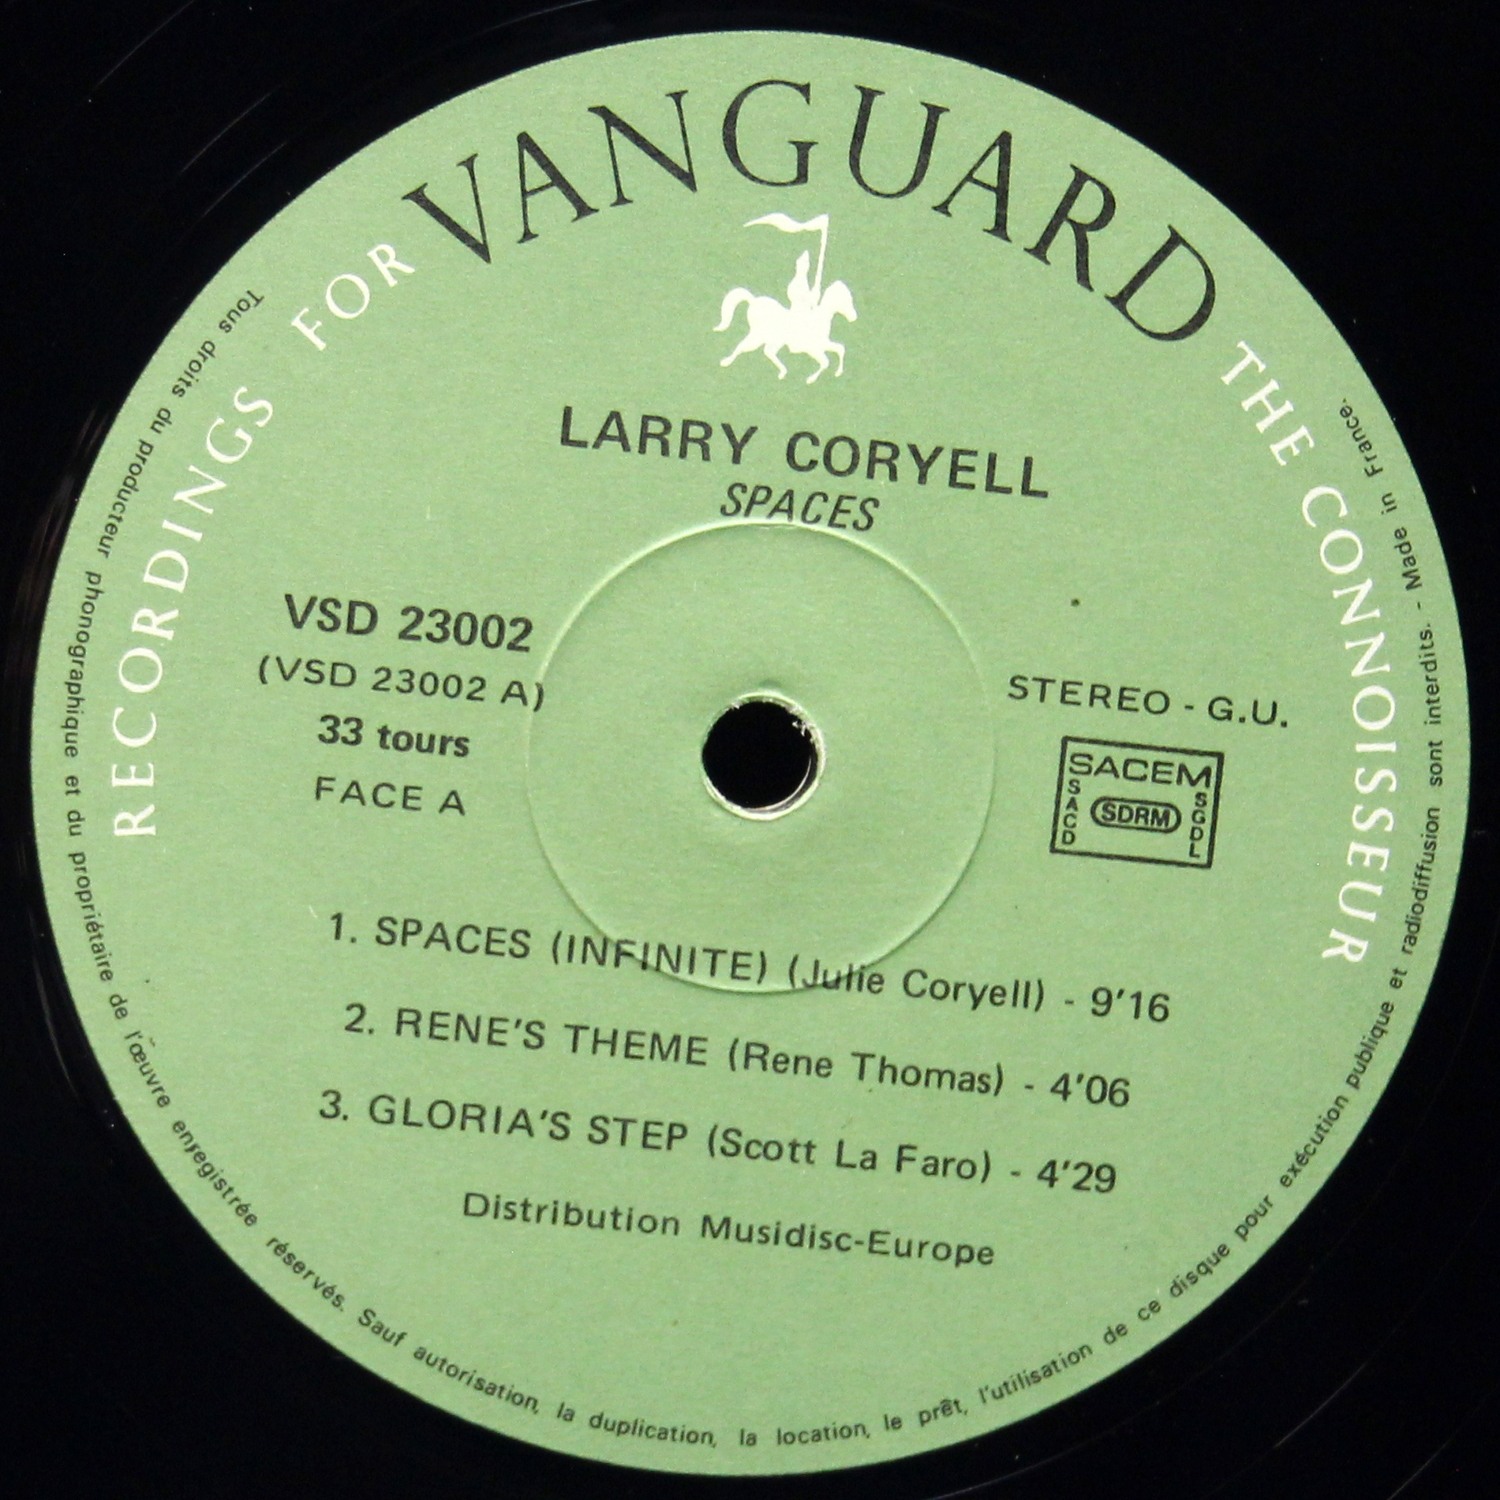 RECORDINGS FOR VANGUARD THE CONNOISSEUR
LARRY CORYELL
SPACES
VSD 23002
(VSD 23002 A)
33 tours
FACE A
STEREO - G.U.
SACEM
SACD
SDRM
SGDL
1. SPACES (INFINITE) (Julie Coryell) - 9'16
2. RENE'S THEME (Rene Thomas) - 4'06
3. GLORIA'S STEP (Scott La Faro) - 4'29
Distribution Musidisc-Europe
Tous droits du producteur phonographique et du propriétaire de l'œuvre enregistrée réservés. Sauf autorisation, la duplication, la location, le prêt, l'utilisation de ce disque pour exécution publique et radiodiffusion sont interdits. - Made in France.